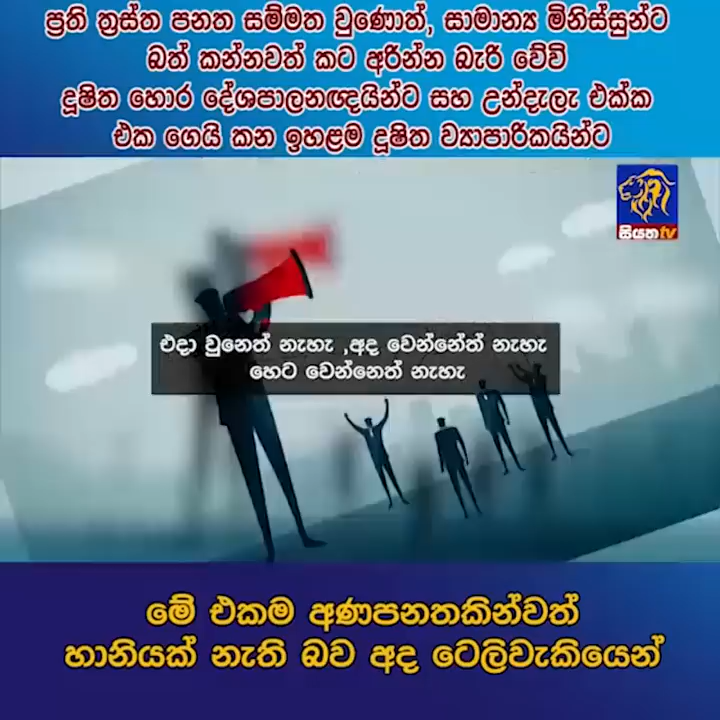 ප්‍රති ත්‍රස්ත පනත සම්මත වුණොත්, සාමාන්‍ය මිනිස්සුන්ට
බත් කන්නවත් කට අරින්න බැරි වේවි
දූෂිත හොර දේශපාලනඥයින්ට සහ උන්දැලැ එක්ක
එක ගෙයි කන ඉහළම දූෂිත ව්‍යාපාරිකයින්ට
සියත tv
එදා වුනෙත් නැහැ ,අද වෙන්නේත් නැහැ
හෙට වෙන්නෙත් නැහැ
මේ එකම අණපනතකින්වත්
හානියක් නැති බව අද ටෙලිවැකියෙන්